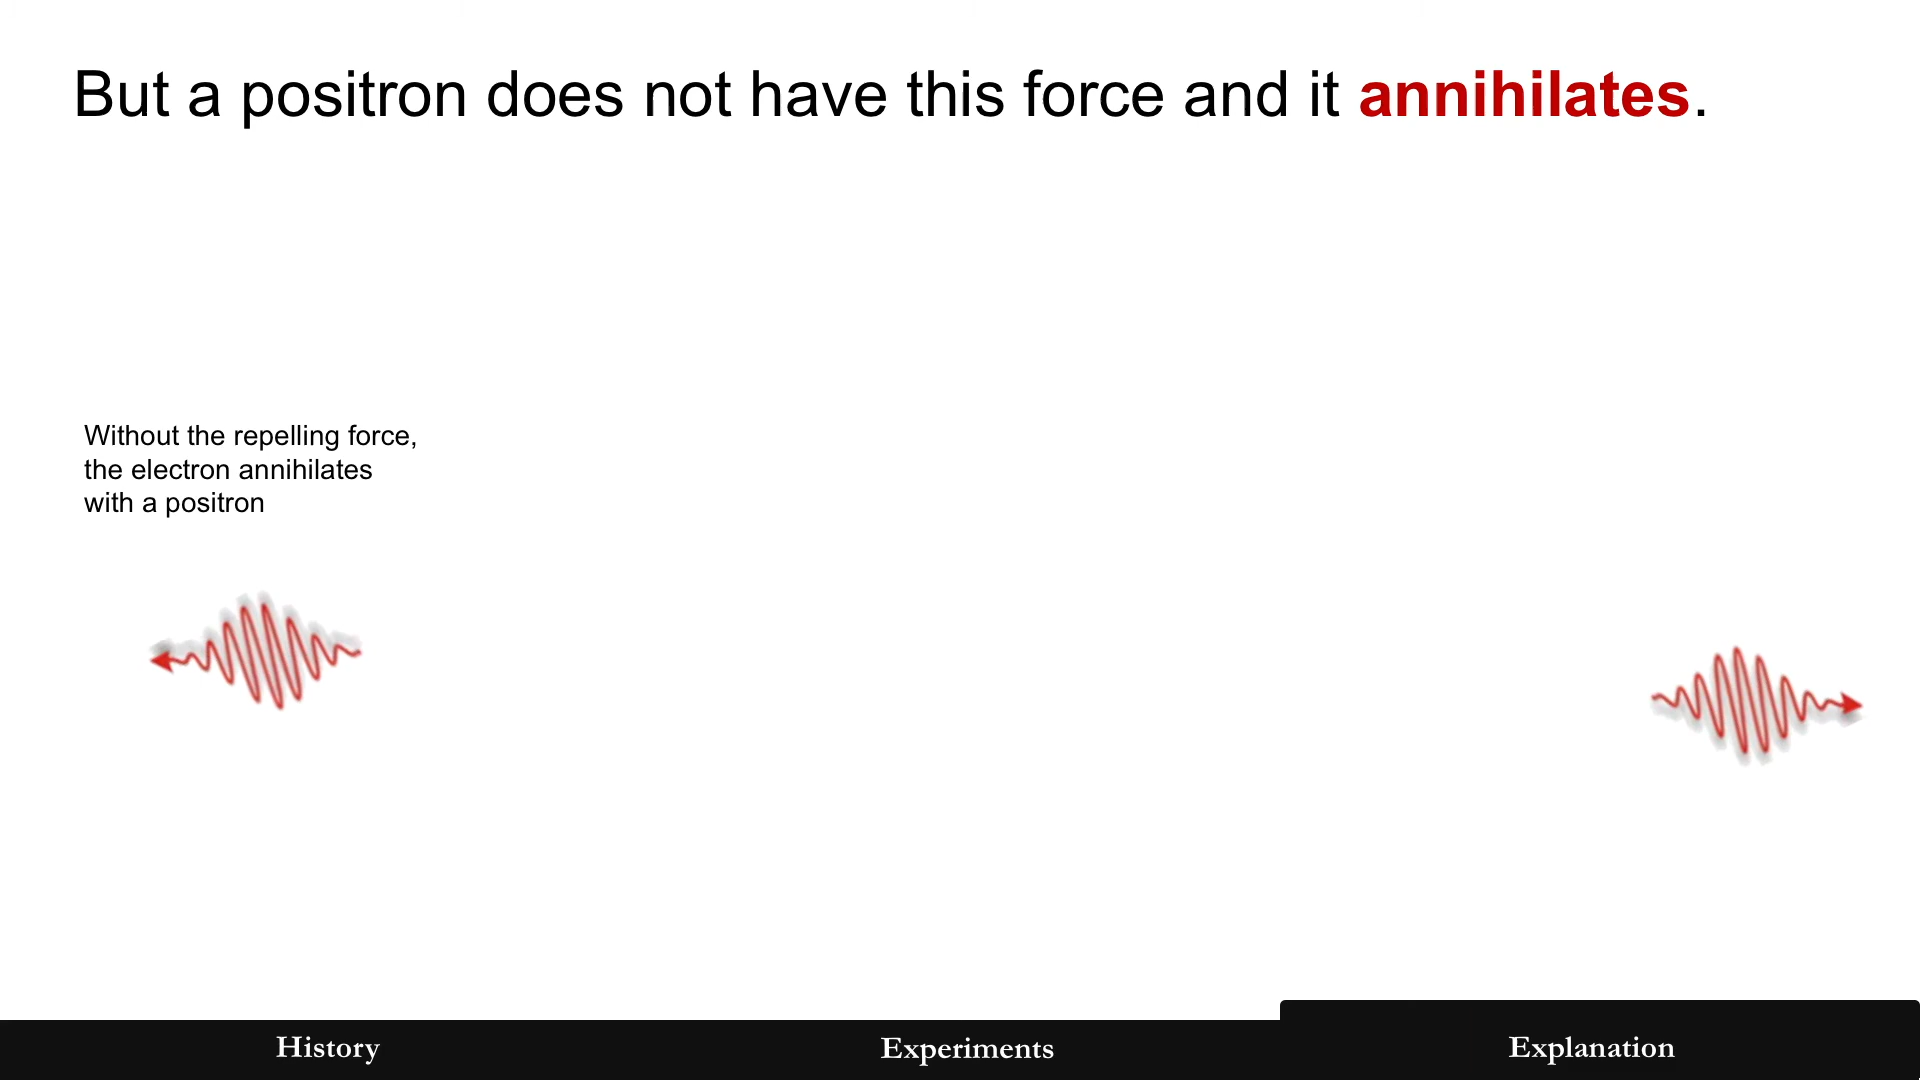 But a positron does not have this force and it annihilates.
Without the repelling force,
the electron annihilates
with a positron
History
Experiments
Explanation